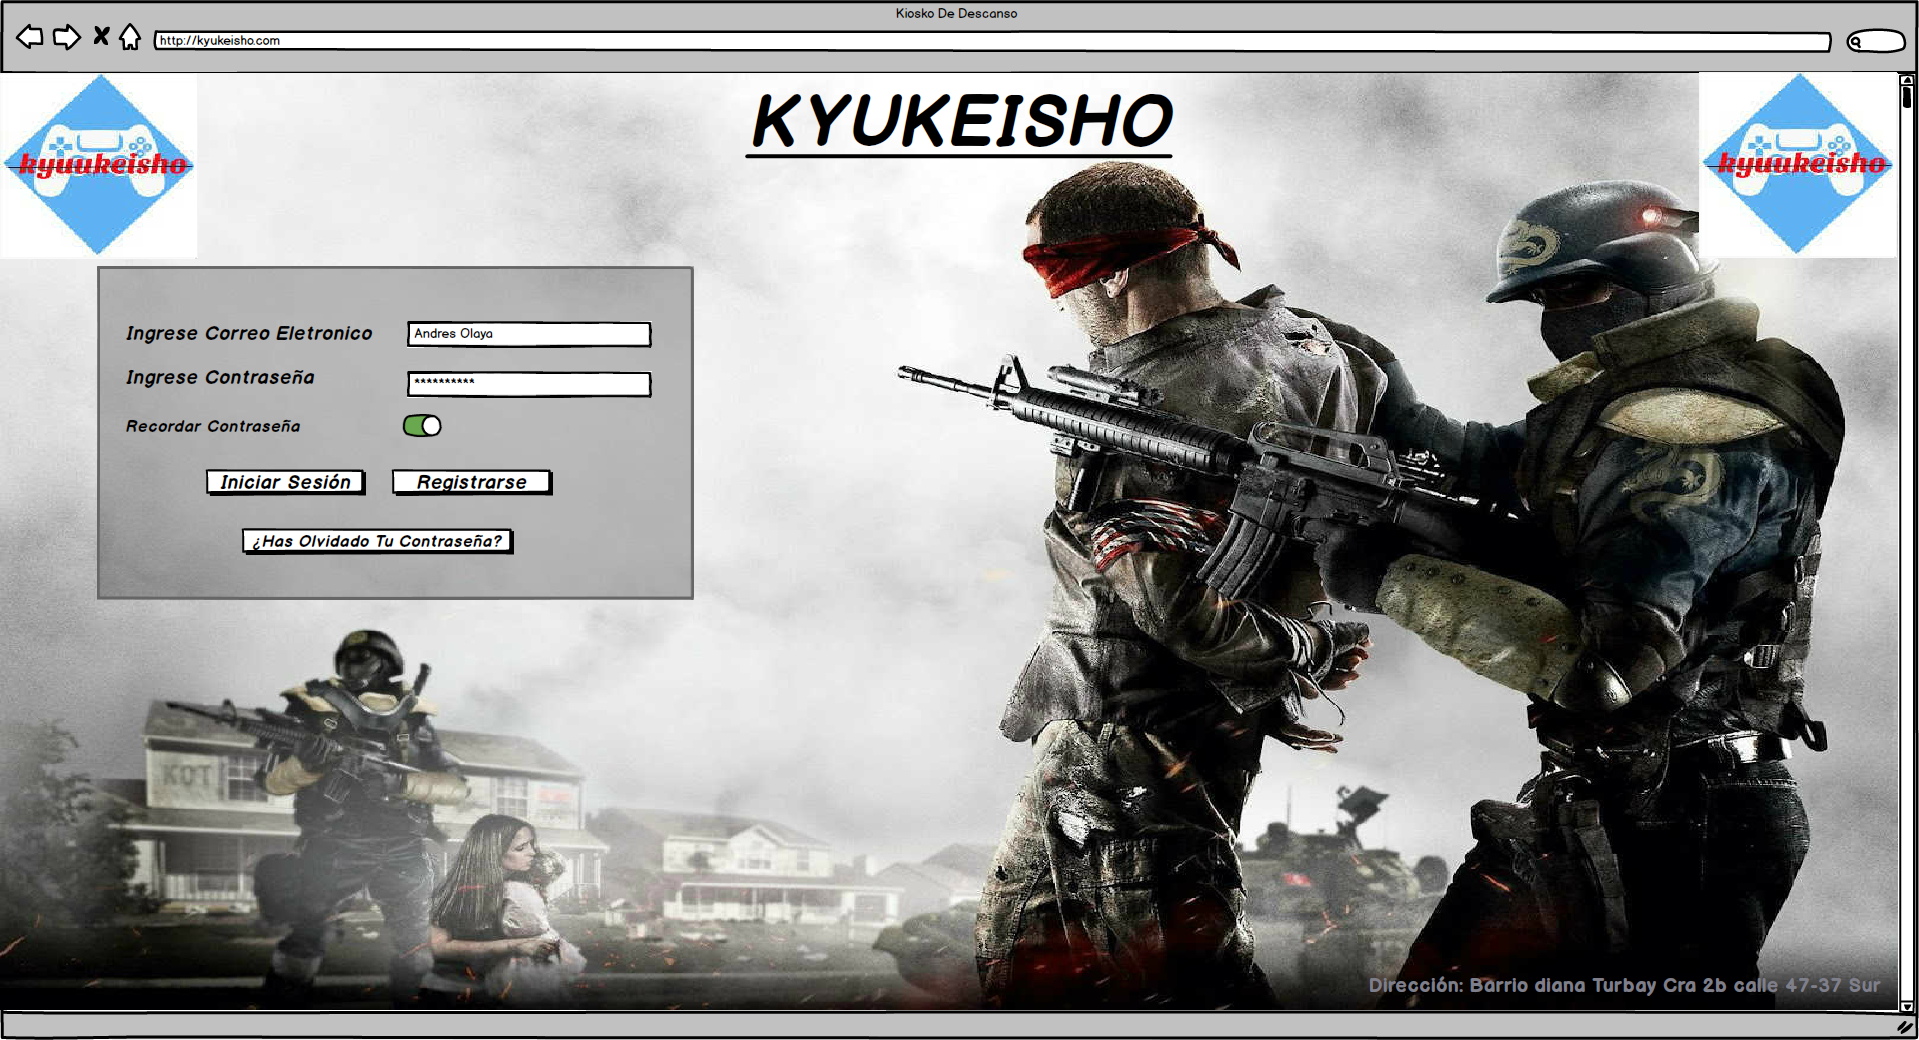 Kiosko De Descanso
http://kyukeisho.com
KYUKEISHO
kyuukeisho
kyuukeisho
Ingrese Correo Eletronico
Andres Olaya
Ingrese Contraseña
**********
Recordar Contraseña
Iniciar Sesión
Registrarse
¿Has Olvidado Tu Contraseña?
KOT
Dirección: Barrio diana Turbay Cra 2b calle 47-37 Sur